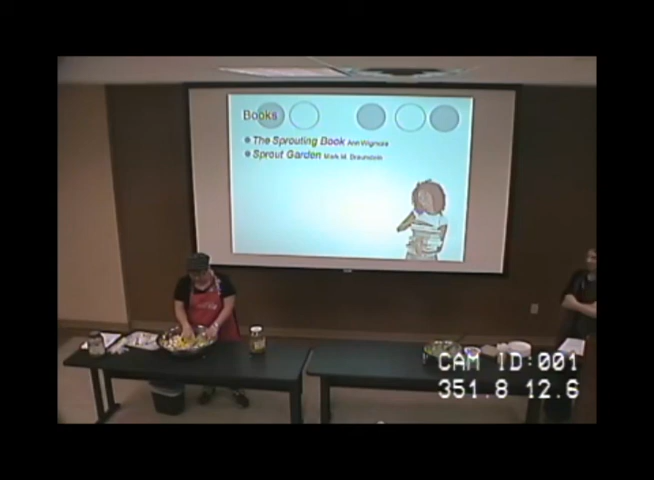 Books
The Sprouting Book Ann Wigmore
Sprout Garden Mark M. Braunstein
CAM ID:001
351.8 12.6